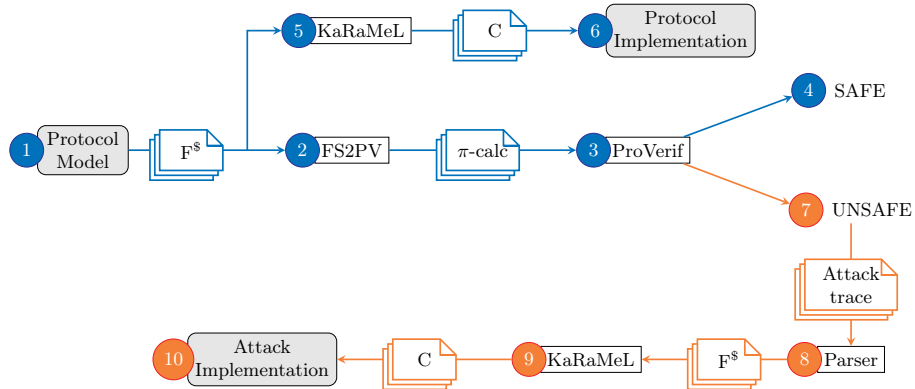 5 KaRaMeL
C
6 Protocol
Implementation
4 SAFE
1 Protocol
Model
F$
2 FS2PV
π-calc
3 ProVerif
7 UNSAFE
Attack
trace
10 Attack
Implementation
C
9 KaRaMeL
F$
8 Parser